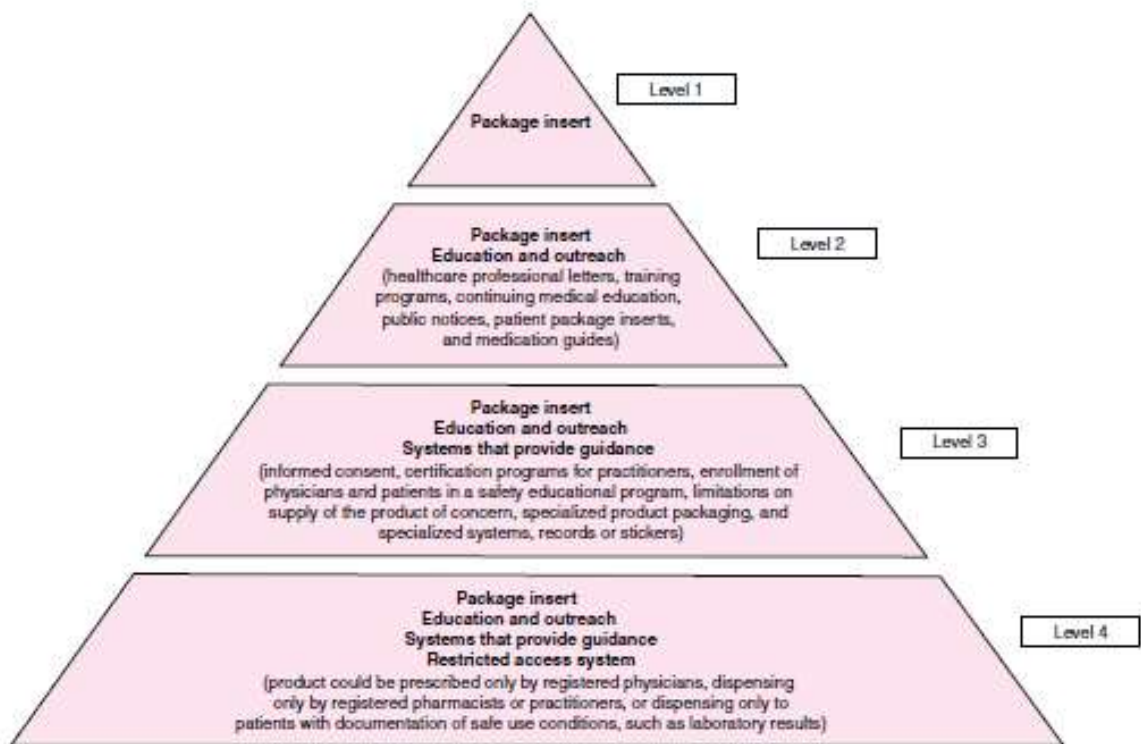 Level 1
Package insert
Level 2
Package insert
Education and outreach
(healthcare professional letters, training
programs, continuing medical education,
public notices, patient package inserts,
and medication guides)
Level 3
Package insert
Education and outreach
Systems that provide guidance
(informed consent, certification programs for practitioners, enrollment of
physicians and patients in a safety educational program, limitations on
supply of the product of concern, specialized product packaging, and
specialized systems, records or stickers)
Level 4
Package insert
Education and outreach
Systems that provide guidance
Restricted access system
(product could be prescribed only by registered physicians, dispensing
only by registered pharmacists or practitioners, or dispensing only to
patients with documentation of safe use conditions, such as laboratory results)